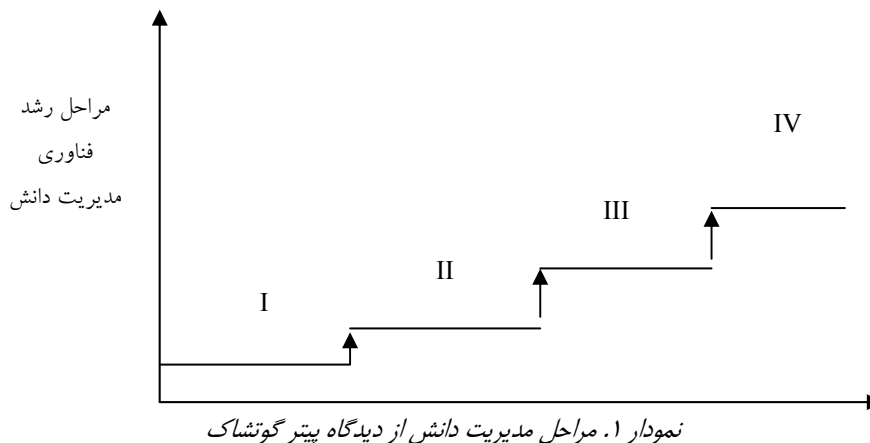 مراحل رشد
فناوری
مدیریت دانش
I
II
III
IV
نمودار ۱. مراحل مدیریت دانش از دیدگاه پیتر گوتشاک